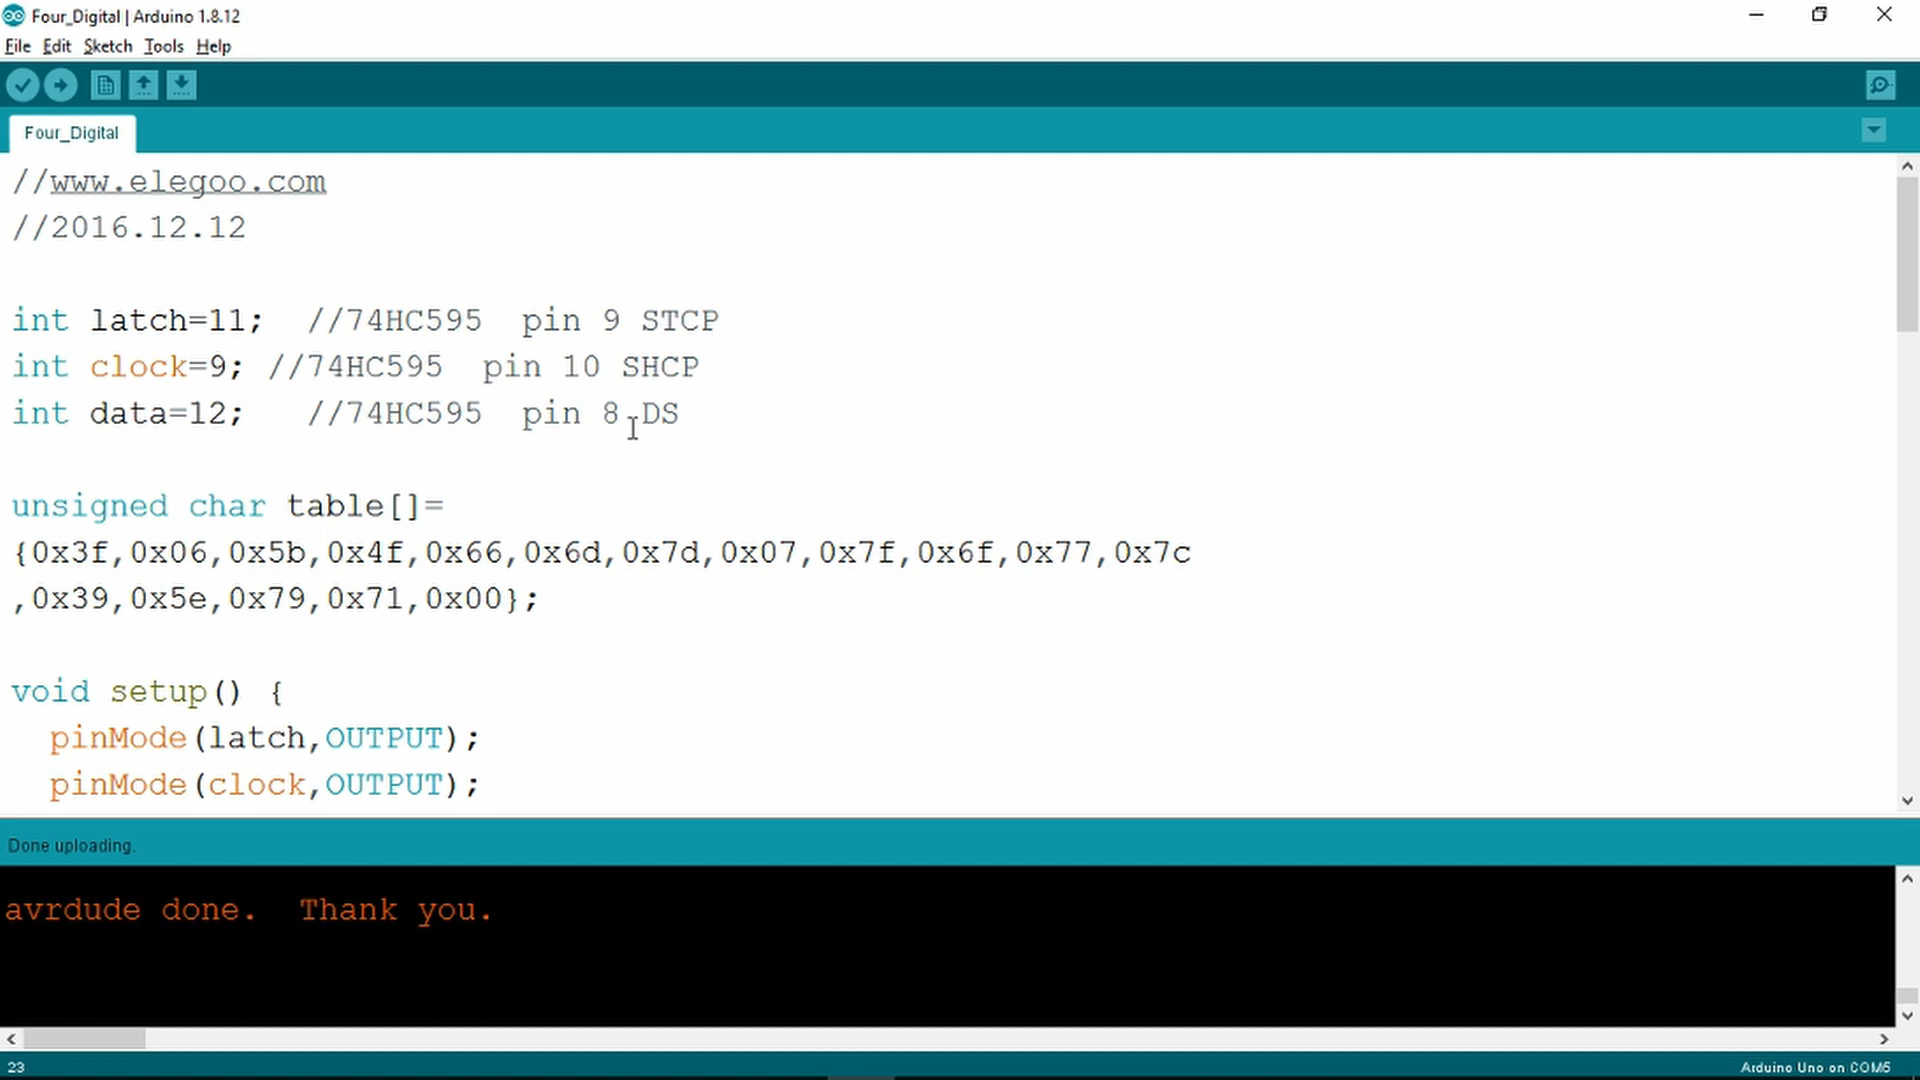 Four_Digital | Arduino 1.8.12
File Edit Sketch Tools Help
Four_Digital
//www.elegoo.com
//2016.12.12
int latch=11;  //74HC595  pin 9 STCP
int clock=9; //74HC595  pin 10 SHCP
int data=12;   //74HC595  pin 8 DS
unsigned char table[]=
{0x3f,0x06,0x5b,0x4f,0x66,0x6d,0x7d,0x07,0x7f,0x6f,0x77,0x7c
,0x39,0x5e,0x79,0x71,0x00};
void setup() {
  pinMode(latch,OUTPUT);
  pinMode(clock,OUTPUT);
Done uploading.
avrdude done.  Thank you.
23
Arduino Uno on COM5